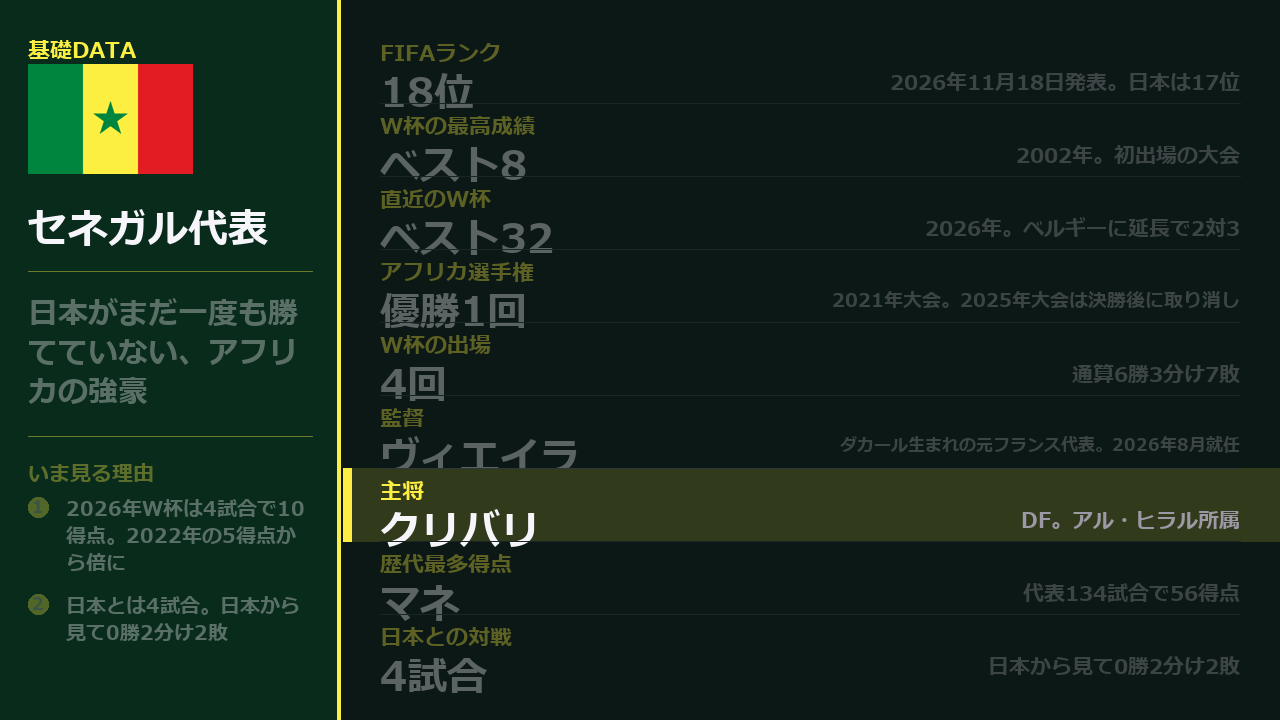 基礎DATA
セネガル代表
日本がまだ一度も勝
てていない、アフリ
カの強豪
いま見る理由
1 2026年W杯は4試合で10
得点。2022年の5得点か
ら倍に
2 日本とは4試合。日本から
見て0勝2分け2敗
FIFAランク
18位
2026年11月18日発表。日本は17位
W杯の最高成績
ベスト8
2002年。初出場の大会
直近のW杯
ベスト32
2026年。ベルギーに延長で2対3
アフリカ選手権
優勝1回
2021年大会。2025年大会は決勝後に取り消し
W杯の出場
4回
通算6勝3分け7敗
監督
ヴィエイラ
ダカール生まれの元フランス代表。2026年8月就任
主将
クリバリ
DF。アル・ヒラル所属
歴代最多得点
マネ
代表134試合で56得点
日本との対戦
4試合
日本から見て0勝2分け2敗